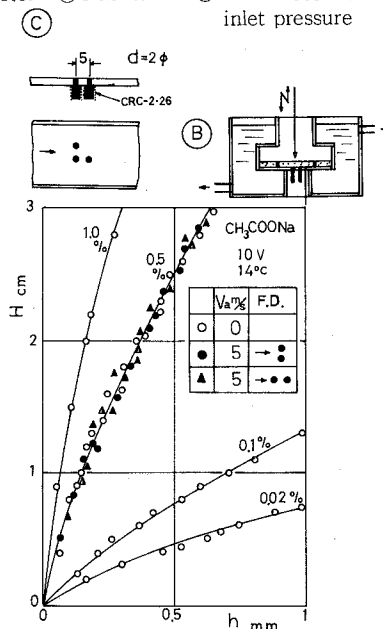 inlet pressure
C
5
d=2φ
CRC-2·26
B
N
3
CH₃COONa
10 V
14°C
1.0 %
0.5 %
Va m/s F.D.
0
5
5
H cm
2
1
0.1 %
0.02 %
0
0.5
1
h mm